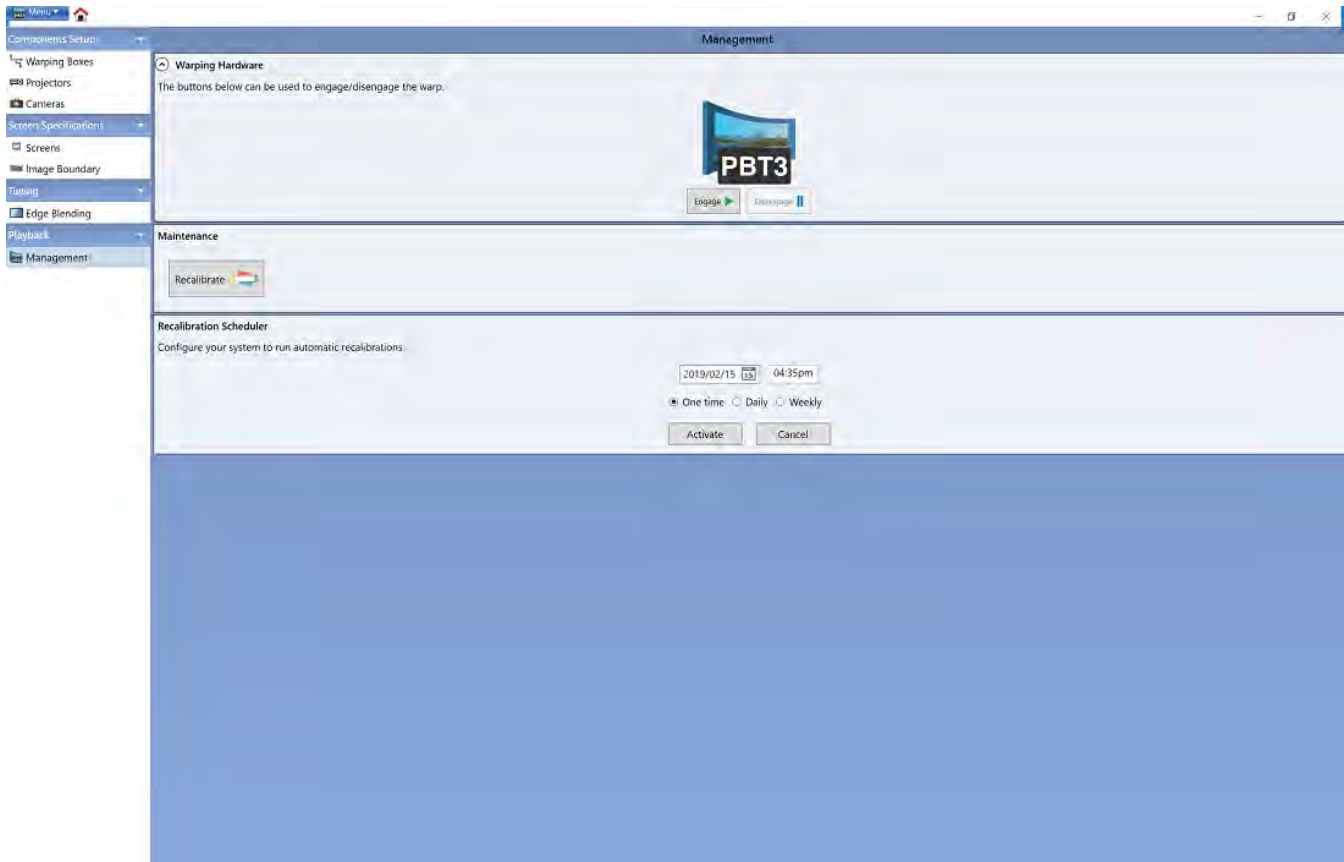 Menu
Components Setup
Warping Boxes
Projectors
Cameras
Screen Specifications
Screens
Image Boundary
Tuning
Edge Blending
Playback
Management
Management
Warping Hardware
The buttons below can be used to engage/disengage the warp.
PBT3
Engage Disengage
Maintenance
Recalibrate
Recalibration Scheduler
Configure your system to run automatic recalibrations.
2019/02/15 15 04:35pm
One time Daily Weekly
Activate Cancel